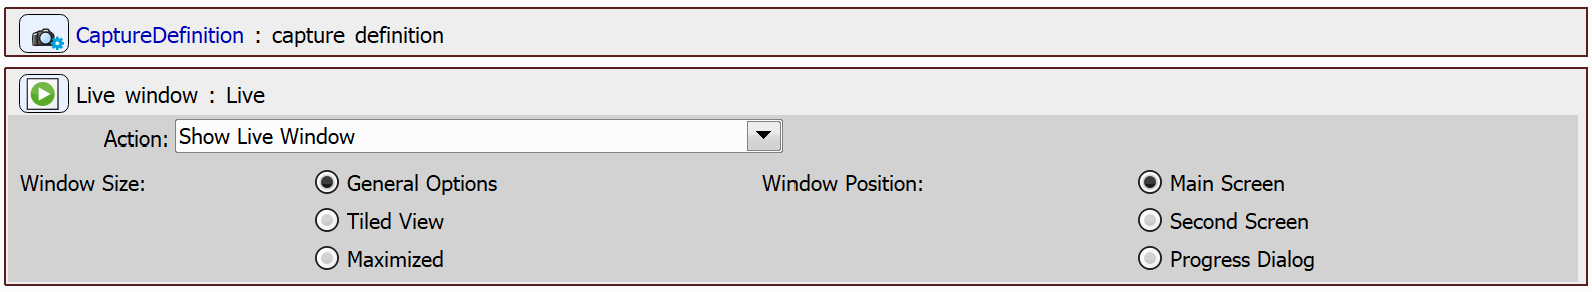 CaptureDefinition : capture definition
Live window : Live
Action: Show Live Window
Window Size: General Options Window Position: Main Screen
Tiled View Second Screen
Maximized Progress Dialog